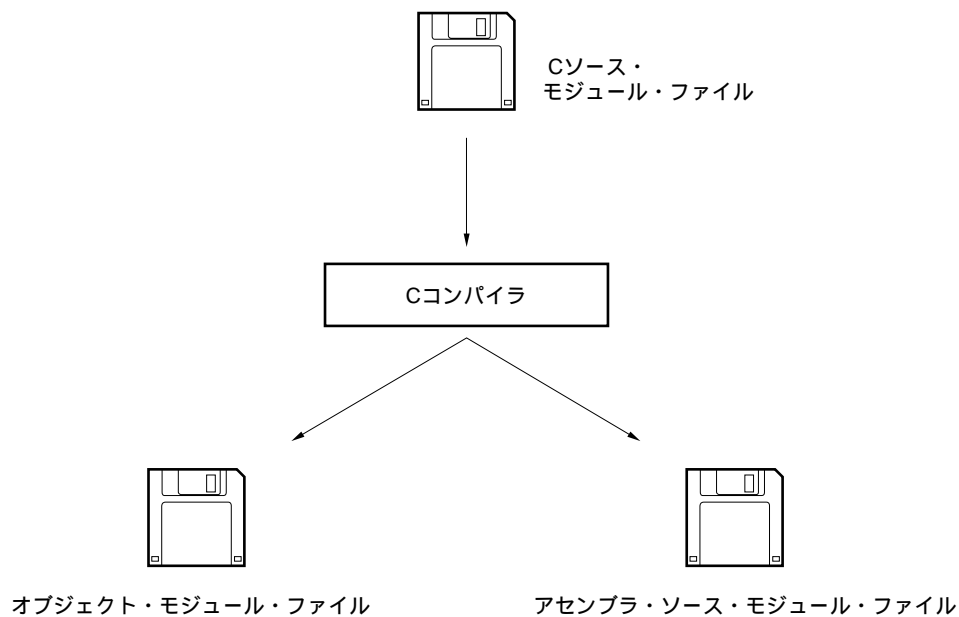 Cソース・
モジュール・ファイル
Cコンパイラ
オブジェクト・モジュール・ファイル
アセンブラ・ソース・モジュール・ファイル